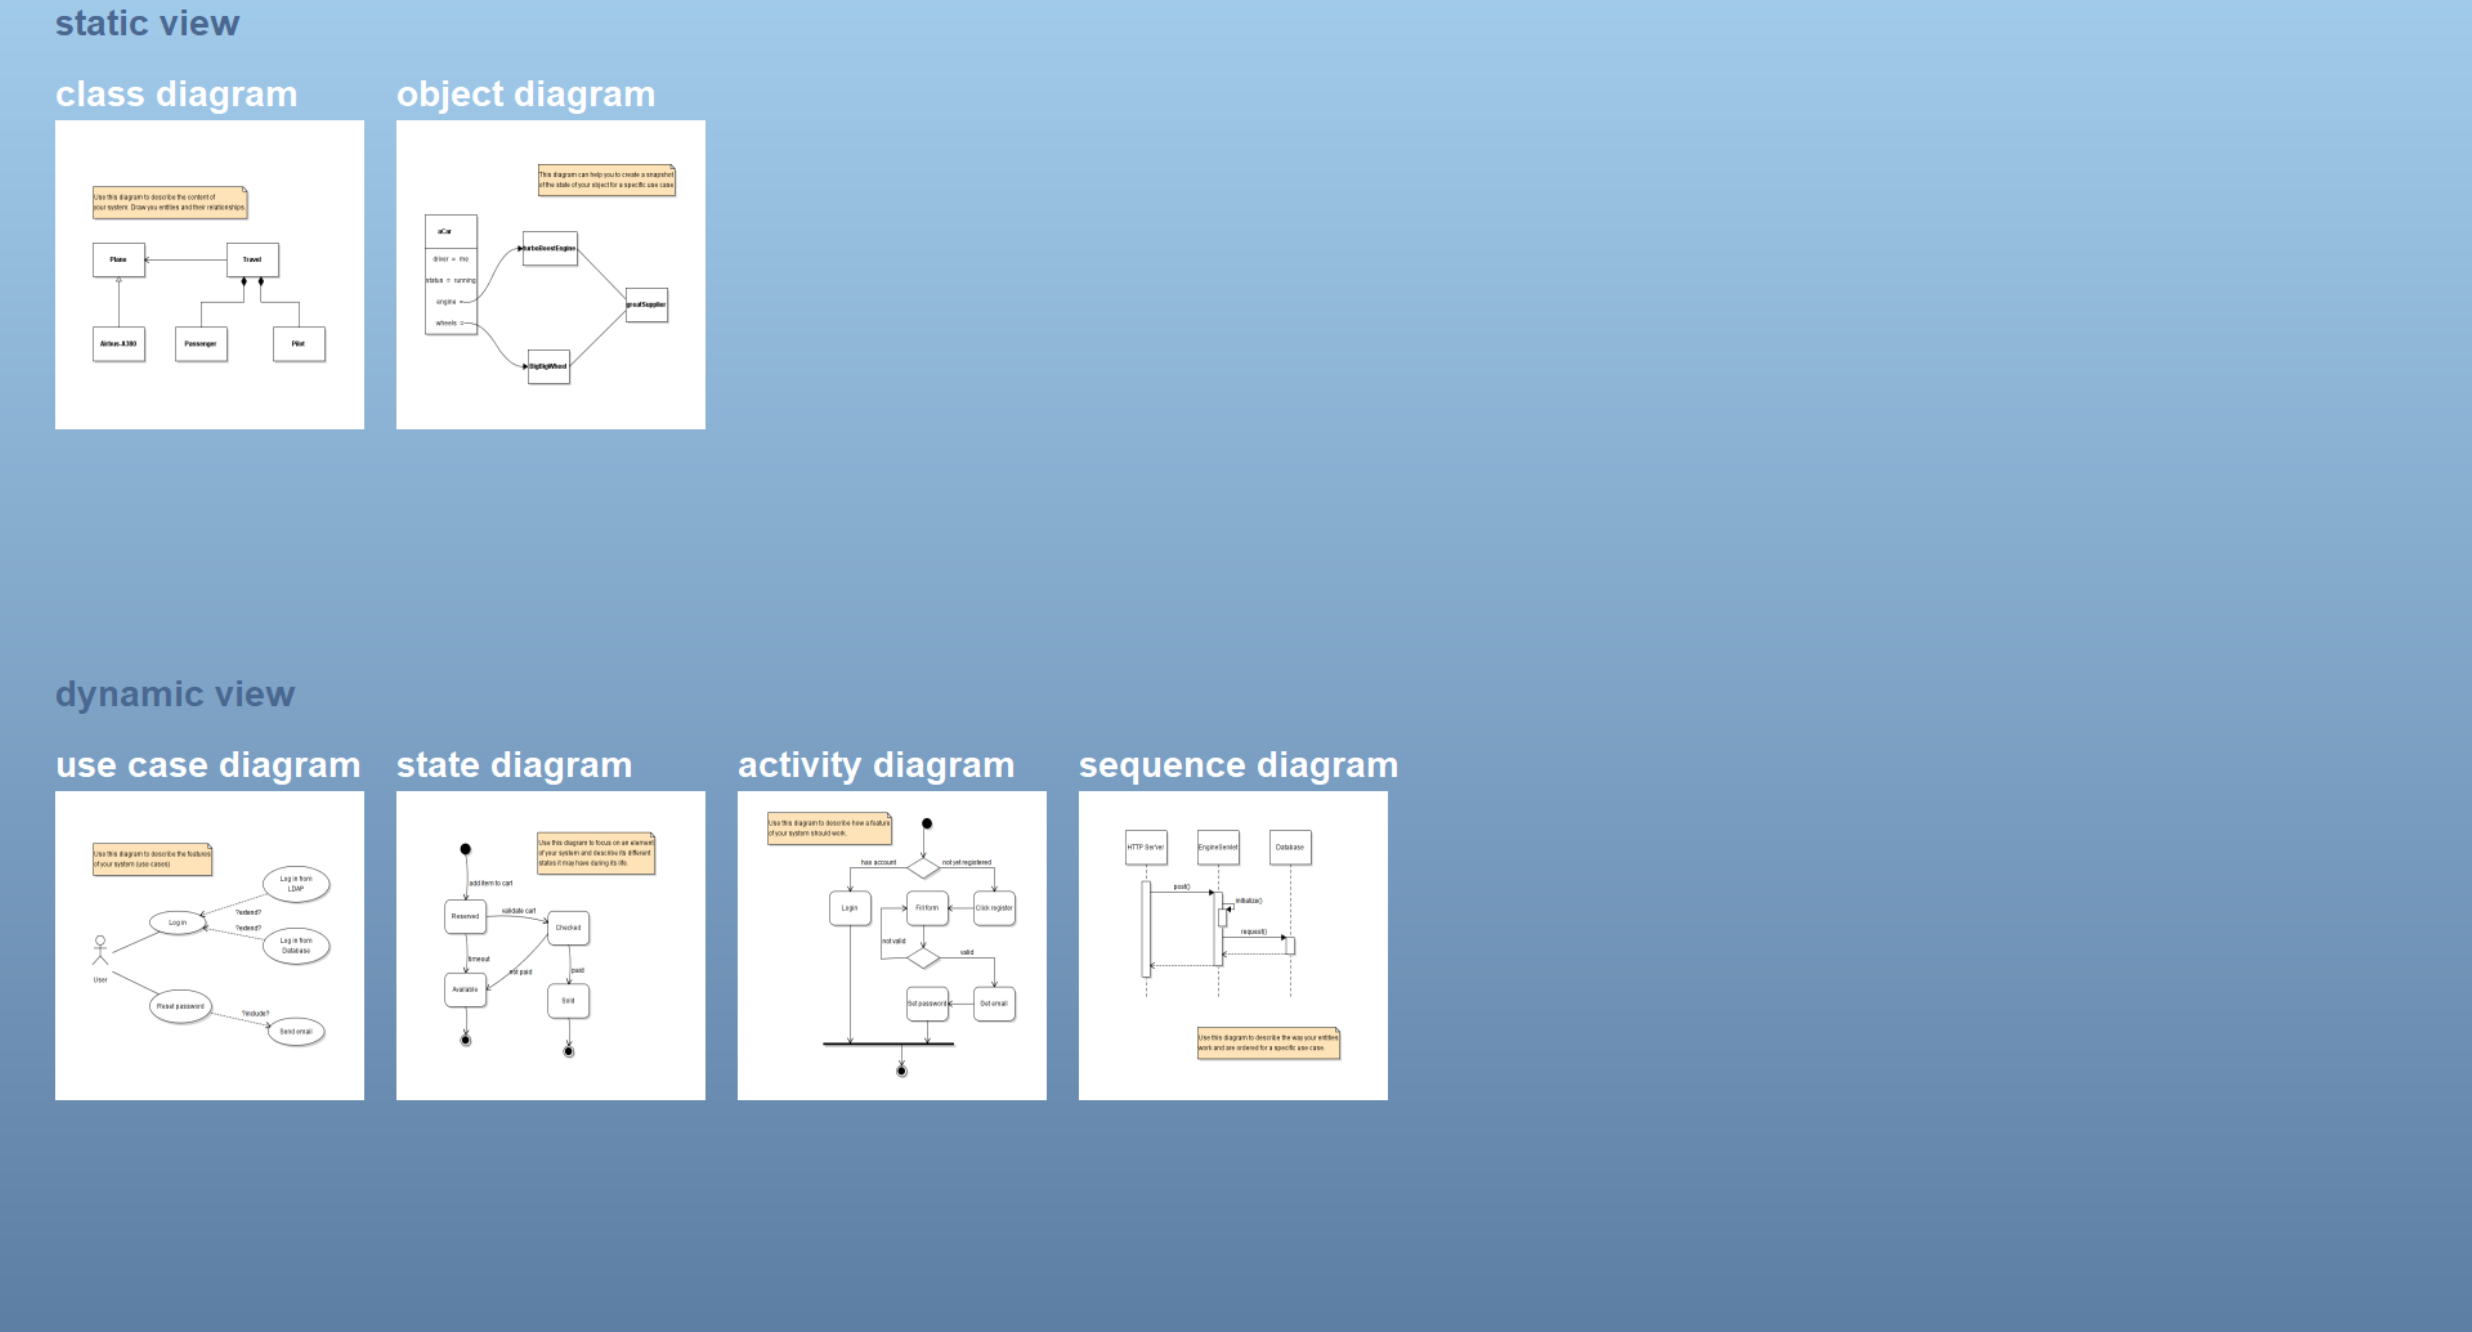 static view
class diagram
object diagram
Use this diagram to describe the content of
your system. Draw you entities and their relationships.
Plane
Travel
Airbus-A380
Passenger
Pilot
This diagram can help you to create a snapshot
of the state of your object for a specific use case
aCar
driver = me
status = running
engine =
wheels =
turboBoostEngine
greatSupplier
BigBigWheel
dynamic view
use case diagram
state diagram
activity diagram
sequence diagram
Use this diagram to describe the features
of your system (use cases)
Log in from
LDAP
?extend?
Log in
?extend?
Log in from
Database
User
Reset password
?include?
Send email
Use this diagram to focus on an element
of your system and describe its different
states it may have during its life.
add item to cart
Reserved
validate cart
Checked
timeout
not paid
paid
Available
Sold
Use this diagram to describe how a feature
of your system should work.
has account
not yet registered
Login
Fill form
Click register
not valid
valid
Set password
Get email
HTTP Server
EngineServlet
Database
post()
initialize()
request()
Use this diagram to describe the way your entities
work and are ordered for a specific use case.